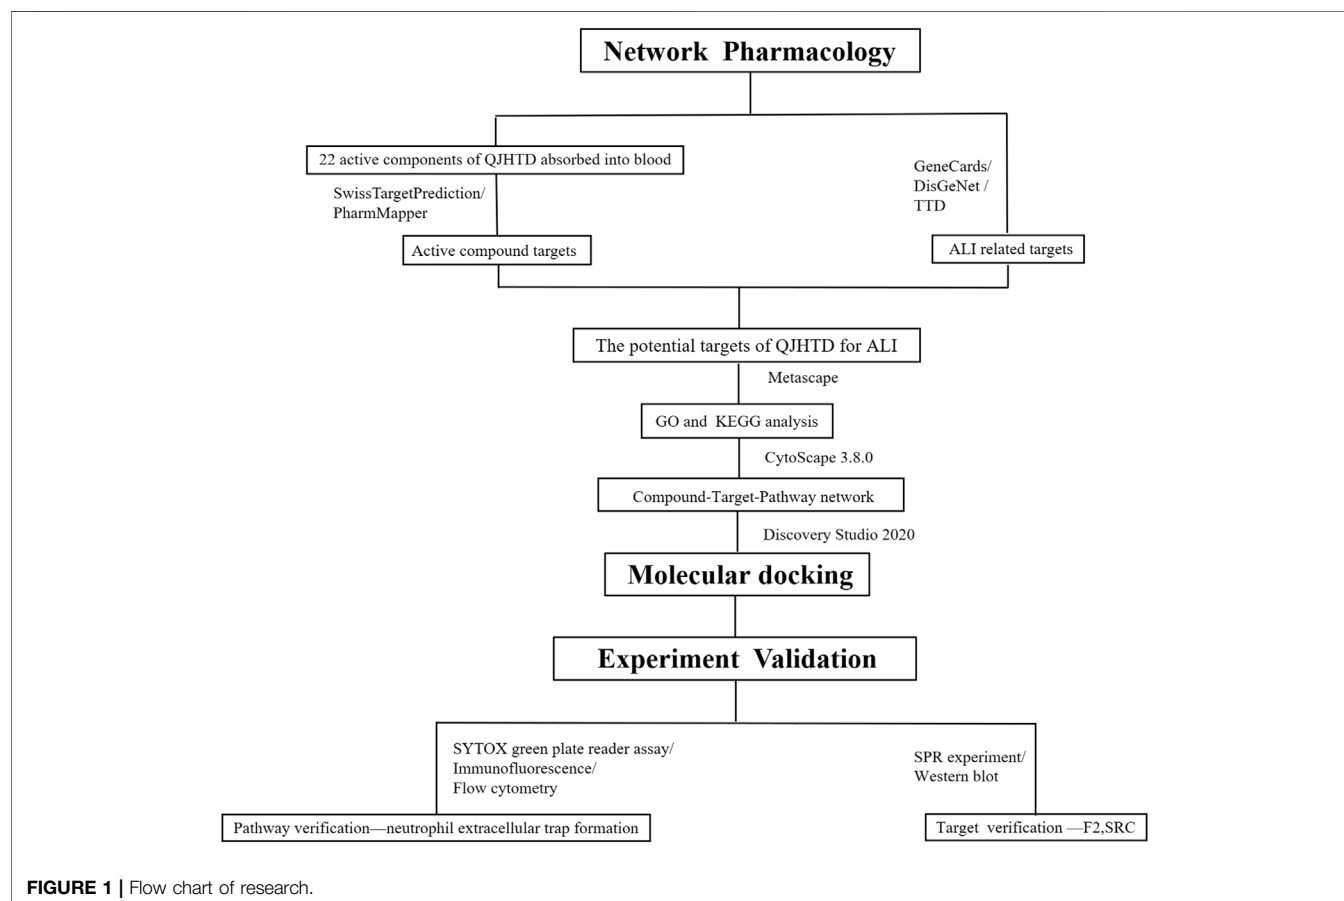 Network Pharmacology
22 active components of QJHTD absorbed into blood
SwissTargetPrediction/
PharmMapper
Active compound targets
GeneCards/
DisGeNet /
TTD
ALI related targets
The potential targets of QJHTD for ALI
Metascape
GO and KEGG analysis
CytoScape 3.8.0
Compound-Target-Pathway network
Discovery Studio 2020
Molecular docking
Experiment Validation
SYTOX green plate reader assay/
Immunofluorescence/
Flow cytometry
Pathway verification—neutrophil extracellular trap formation
SPR experiment/
Western blot
Target verification —F2,SRC
FIGURE 1 | Flow chart of research.